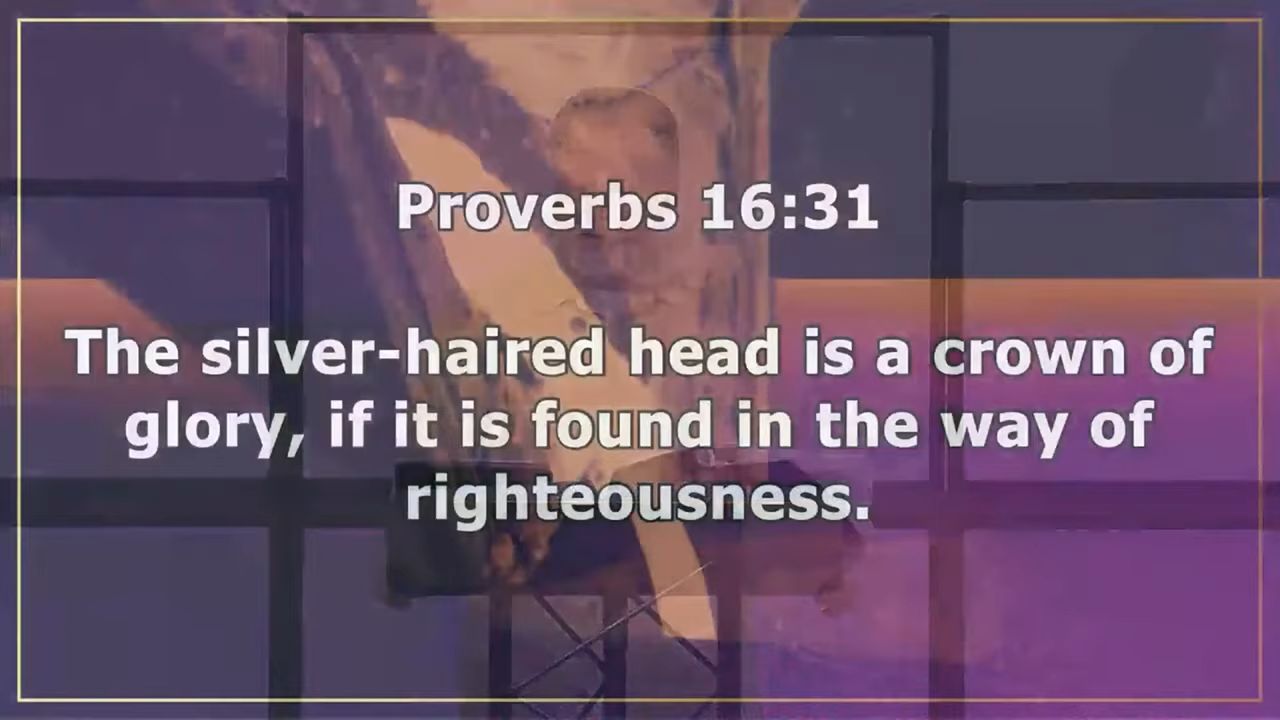 Proverbs 16:31
The silver-haired head is a crown of
glory, if it is found in the way of
righteousness.